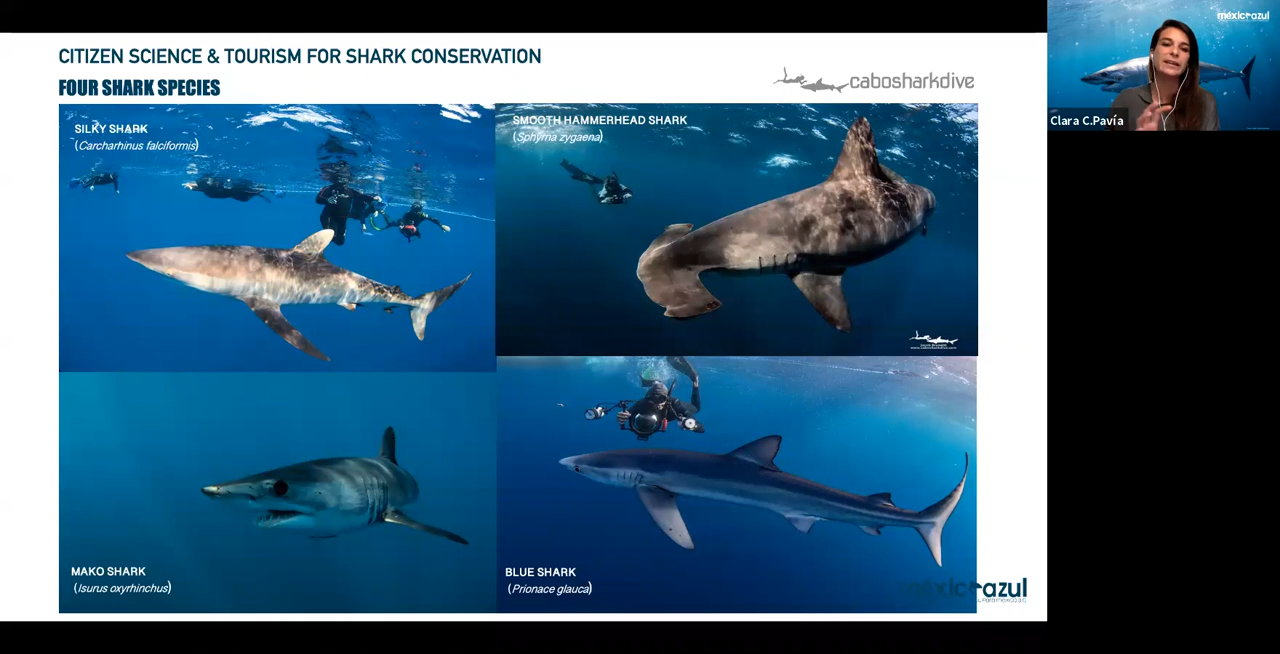 CITIZEN SCIENCE & TOURISM FOR SHARK CONSERVATION
FOUR SHARK SPECIES
cabosharkdive
SILKY SHARK
(Carcharhinus falciformis)
SMOOTH HAMMERHEAD SHARK
(Sphyrna zygaena)
MAKO SHARK
(Isurus oxyrhinchus)
BLUE SHARK
(Prionace glauca)
méxicoazul
méxicoazul
Clara C.Pavía